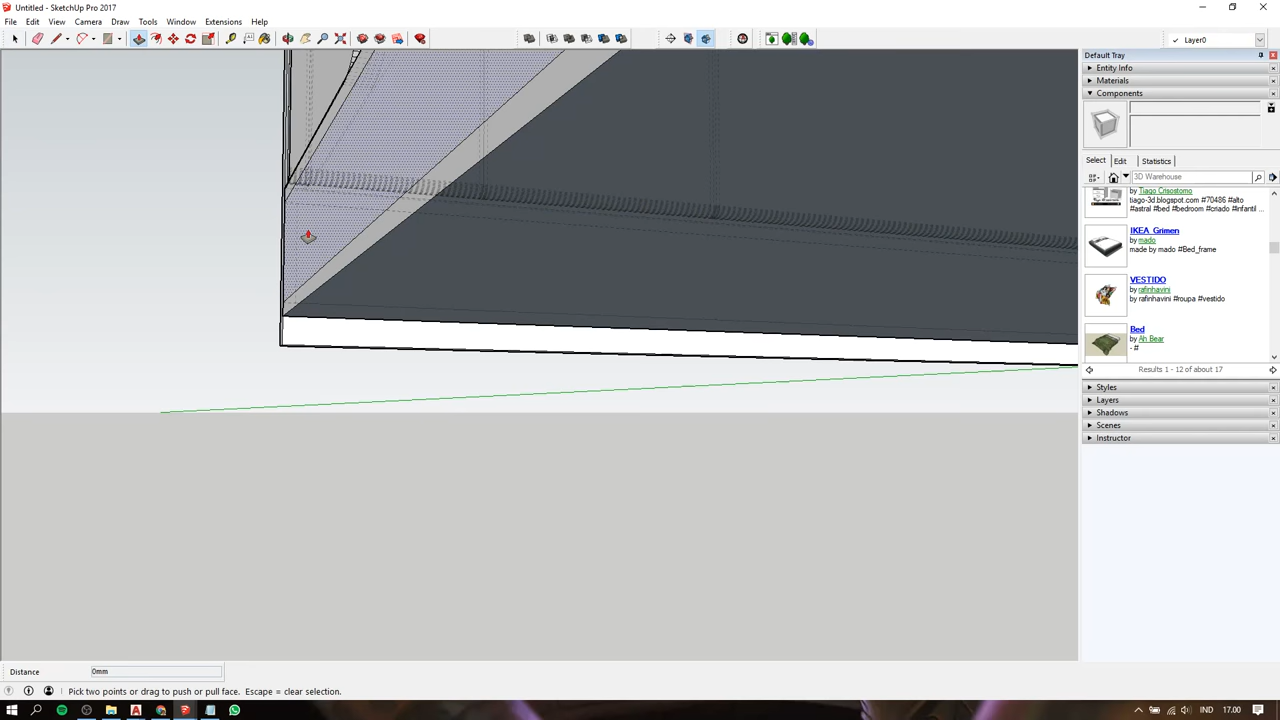 Untitled - SketchUp Pro 2017
File Edit View Camera Draw Tools Window Extensions Help
Layer0
Default Tray
Entity Info
Materials
Components
Select Edit Statistics
3D Warehouse
by Tiago Crisostomo
tiago-3d.blogspot.com #70486 #alto
#astral #bed #bedroom #criado #infantil ...
IKEA Grimen
by mado
made by mado #Bed_frame
VESTIDO
by rafinhavini
by rafinhavini #roupa #vestido
Bed
by Ah Bear
- #
Results 1 - 12 of about 17
Styles
Layers
Shadows
Scenes
Instructor
Distance 0mm
Pick two points or drag to push or pull face. Escape = clear selection.
IND 17.00